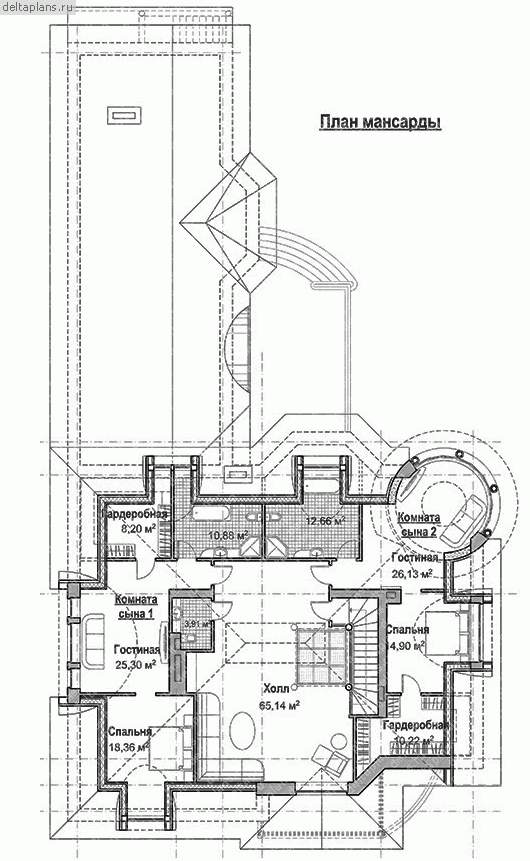 deltaplans.ru
План мансарды
Гардеробная
8,20 м²
10,88 м²
12,66 м²
Комната
сына 2
Гостиная
26,13 м²
Комната
сына 1
3,91 м²
Гостиная
25,30 м²
Спальня
14,90 м²
Холл
65,14 м²
Спальня
18,36 м²
Гардеробная
10,22 м²